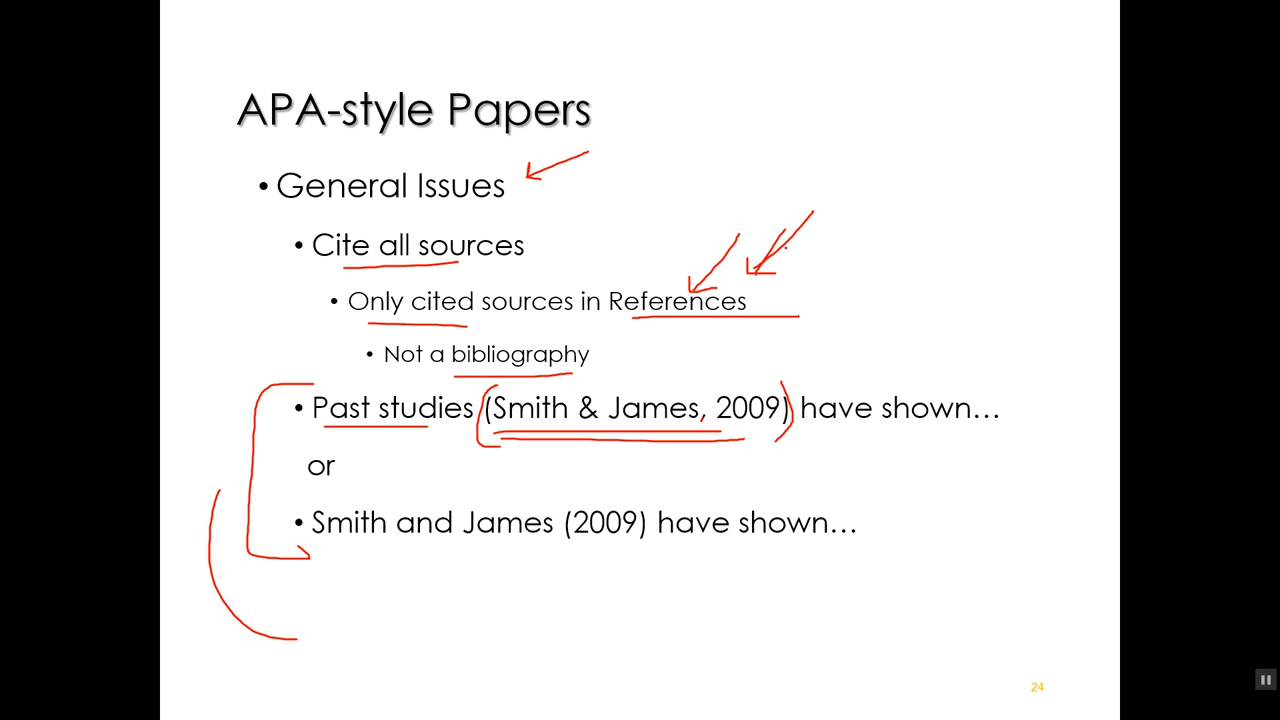 APA-style Papers
• General Issues
• Cite all sources
• Only cited sources in References
• Not a bibliography
• Past studies (Smith & James, 2009) have shown…
or
• Smith and James (2009) have shown…
24